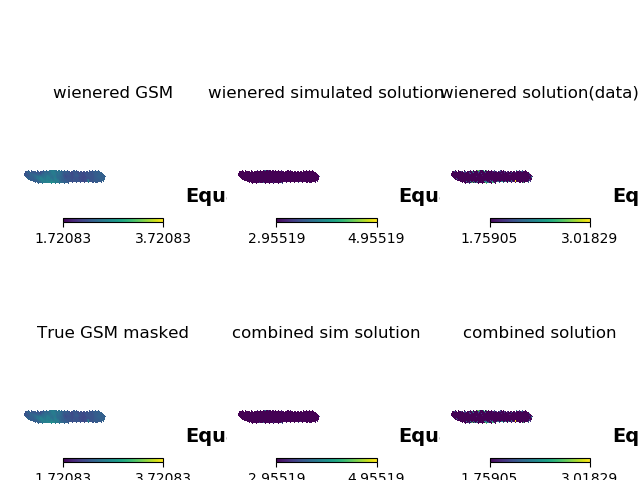 wienered GSM
wienered simulated solution
wienered solution(data)
Equ
Equ
Eq
1.72083 3.72083
2.95519 4.95519
1.75905 3.01829
True GSM masked
combined sim solution
combined solution
Equ
Equ
Eq
1.72083 3.72083
2.95519 4.95519
1.75905 3.01829